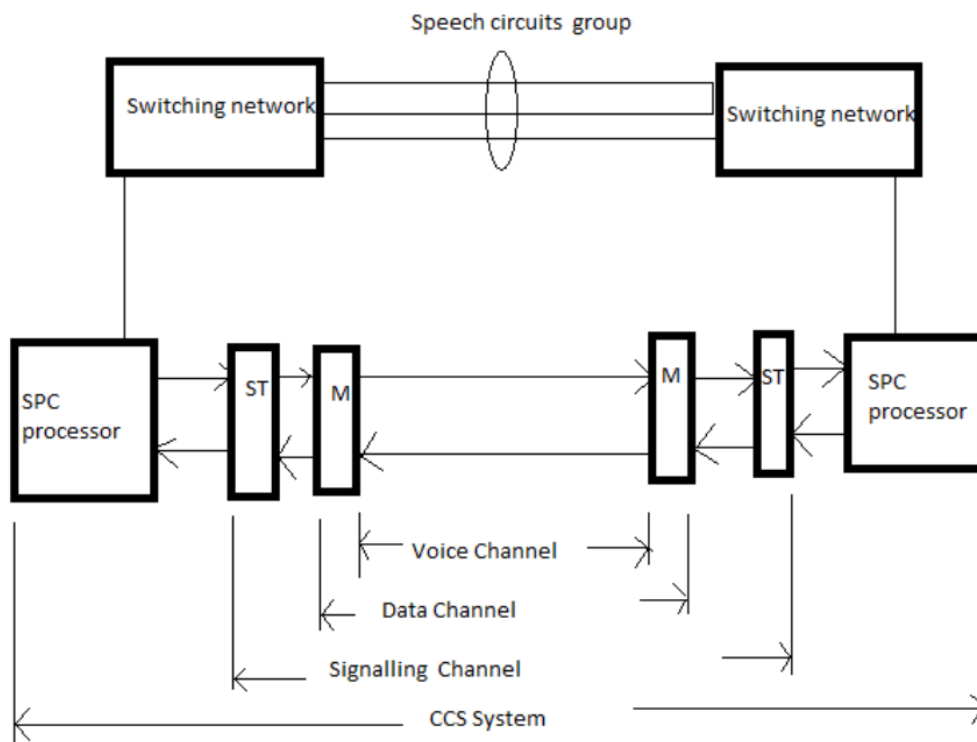 Speech circuits group
Switching network
Switching network
SPC
processor
ST
M
M
ST
SPC
processor
Voice Channel
Data Channel
Signalling Channel
CCS System